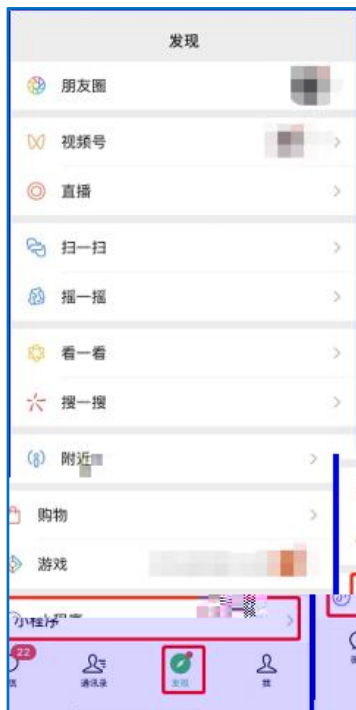 发现
朋友圈
视频号
直播
扫一扫
摇一摇
看一看
搜一搜
附近
购物
游戏
小程序
22
通讯录
发现
我